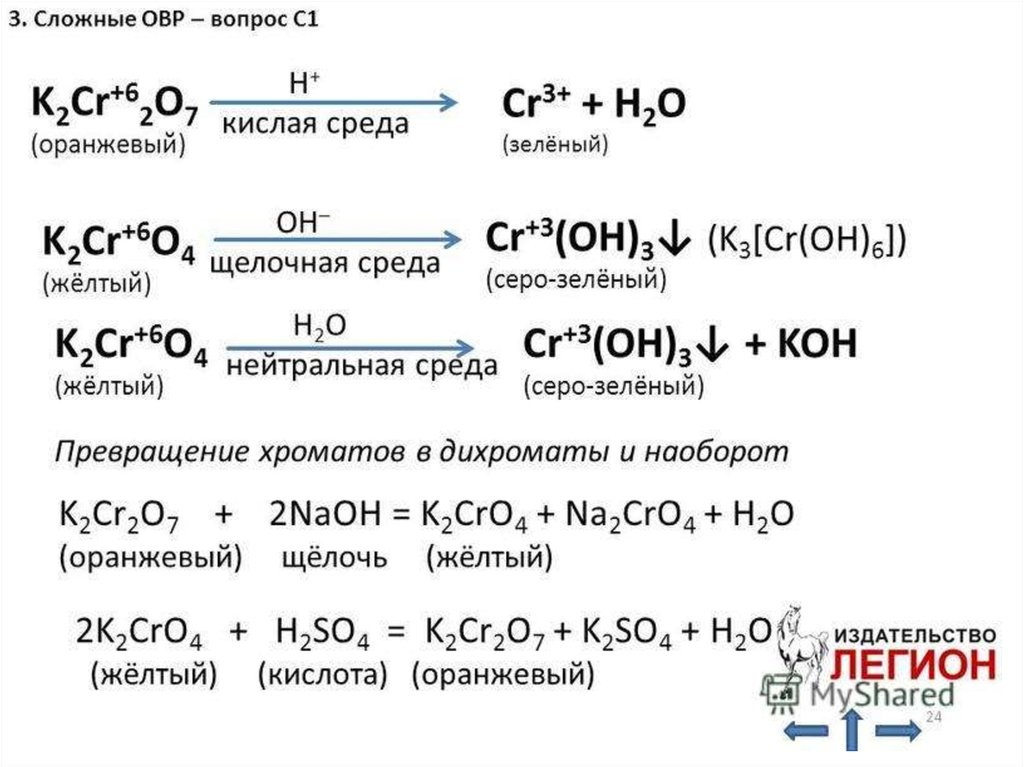 3. Сложные ОВР – вопрос С1
H⁺
K₂Cr⁺⁶₂O₇ кислая среда Cr³⁺ + H₂O
(оранжевый) (зелёный)
OH⁻
K₂Cr⁺⁶O₄ щелочная среда Cr⁺³(OH)₃↓ (K₃[Cr(OH)₆])
(жёлтый) (серо-зелёный)
H₂O
K₂Cr⁺⁶O₄ нейтральная среда Cr⁺³(OH)₃↓ + KOH
(жёлтый) (серо-зелёный)
Превращение хроматов в дихроматы и наоборот
K₂Cr₂O₇ + 2NaOH = K₂CrO₄ + Na₂CrO₄ + H₂O
(оранжевый) щёлочь (жёлтый)
2K₂CrO₄ + H₂SO₄ = K₂Cr₂O₇ + K₂SO₄ + H₂O
(жёлтый) (кислота) (оранжевый)
ИЗДАТЕЛЬСТВО
ЛЕГИОН
MyShared
24